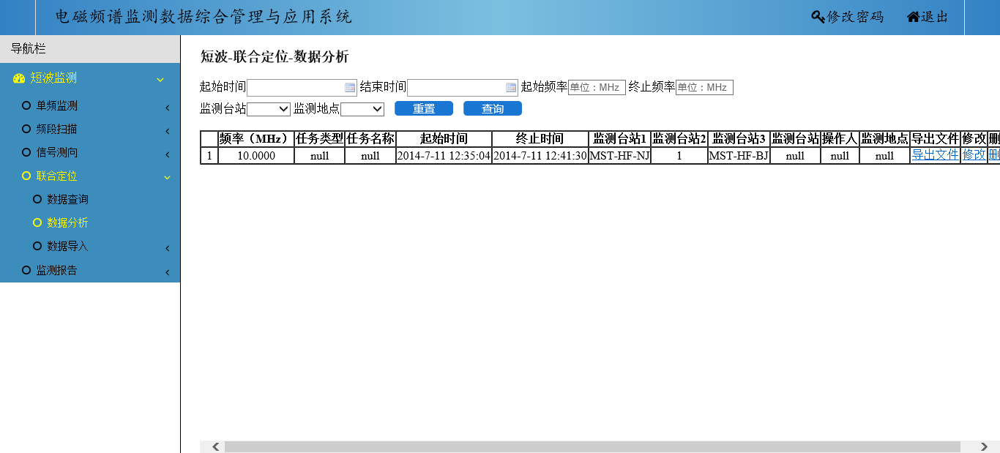 电磁频谱监测数据综合管理与应用系统 修改密码 退出
导航栏
短波监测
单频监测
频段扫描
信号测向
联合定位
数据查询
数据分析
数据导入
监测报告
短波-联合定位-数据分析
起始时间 结束时间 起始频率 单位：MHz 终止频率 单位：MHz
监测台站 监测地点 重置 查询
频率（MHz） 任务类型 任务名称 起始时间 终止时间 监测台站1 监测台站2 监测台站3 监测台站 操作人 监测地点 导出文件 修改 删
1 10.0000 null null 2014-7-11 12:35:04 2014-7-11 12:41:30 MST-HF-NJ 1 MST-HF-BJ null null null 导出文件 修改 删